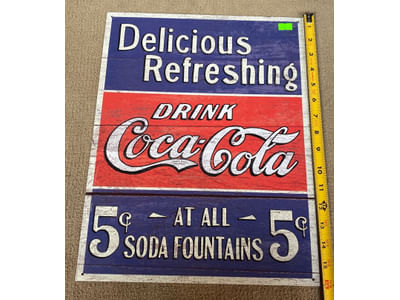 Delicious
Refreshing
DRINK
Coca-Cola
5¢ AT ALL 5¢
SODA FOUNTAINS